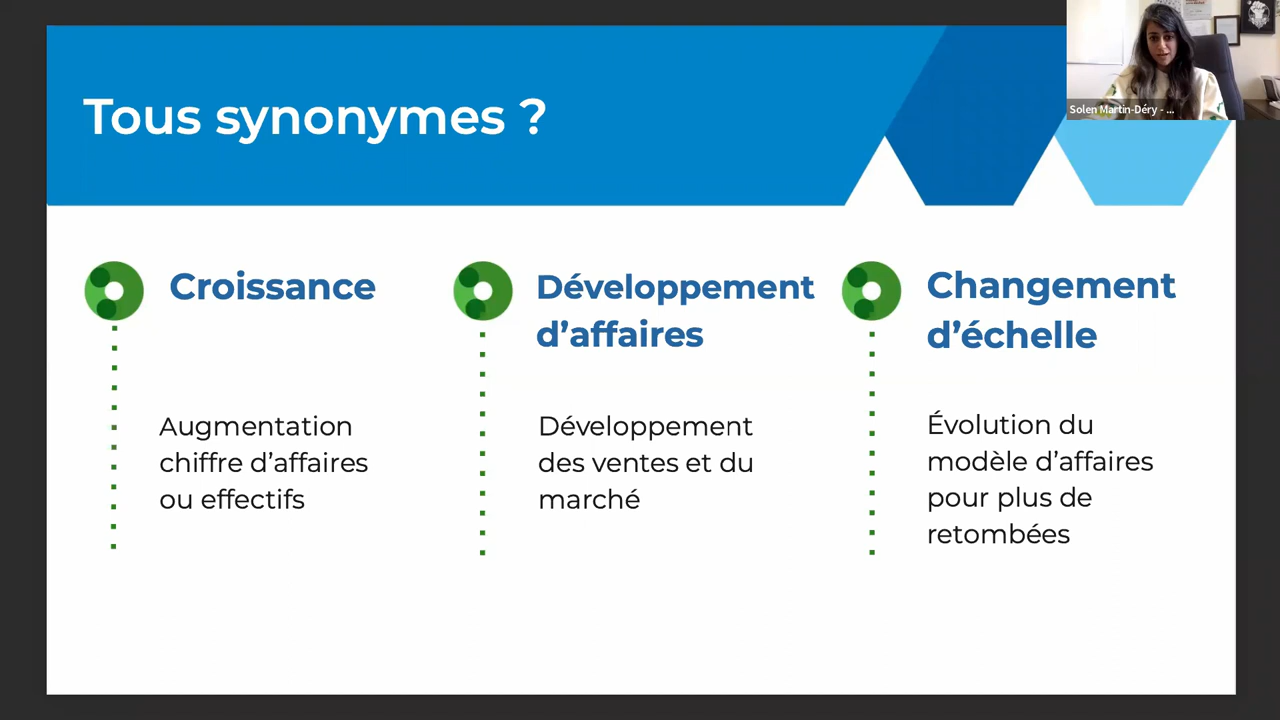 Tous synonymes ?
Solen Martin-Déry - ...
Croissance
Augmentation
chiffre d'affaires
ou effectifs
Développement
d'affaires
Développement
des ventes et du
marché
Changement
d'échelle
Évolution du
modèle d'affaires
pour plus de
retombées